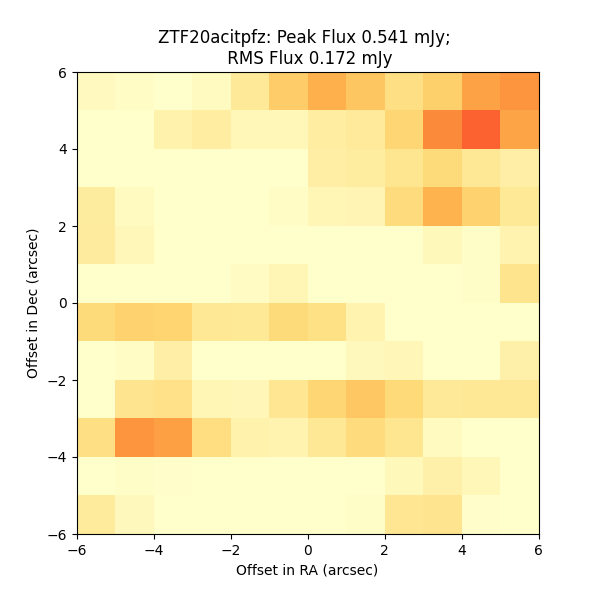 ZTF20acitpfz: Peak Flux 0.541 mJy;
RMS Flux 0.172 mJy
6
4
2
0
−2
−4
−6
Offset in Dec (arcsec)
−6 −4 −2 0 2 4 6
Offset in RA (arcsec)